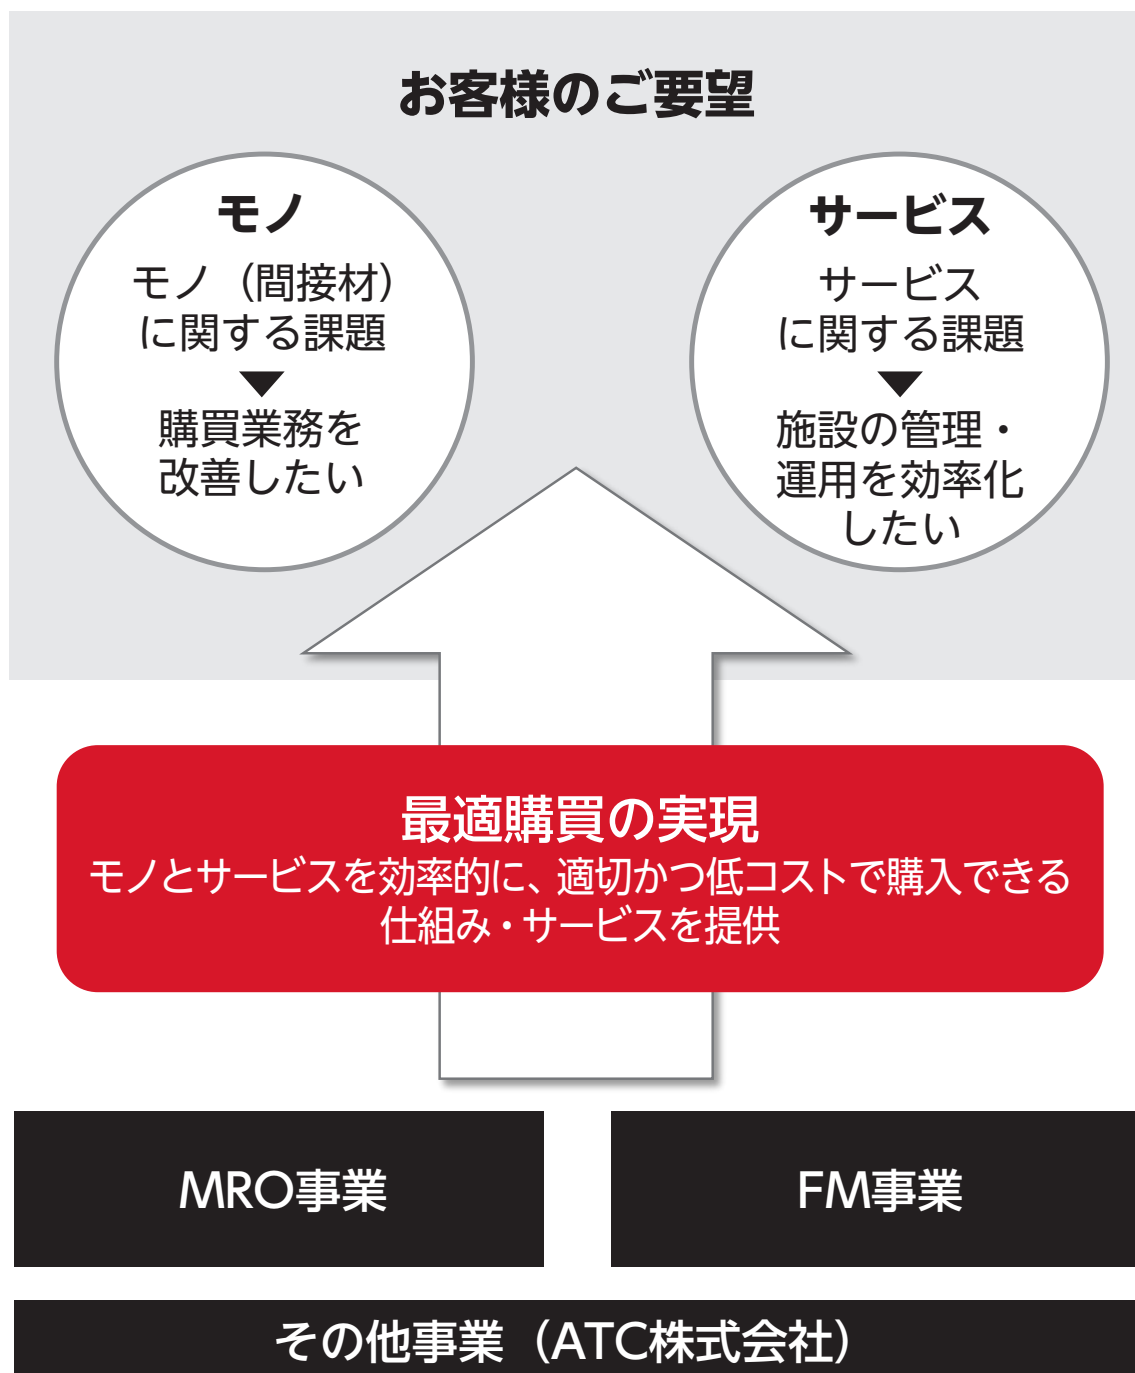 お客様のご要望
モノ
モノ（間接材）
に関する課題
購買業務を
改善したい
サービス
サービス
に関する課題
施設の管理・
運用を効率化
したい
最適購買の実現
モノとサービスを効率的に、適切かつ低コストで購入できる
仕組み・サービスを提供
MRO事業
FM事業
その他事業（ATC株式会社）